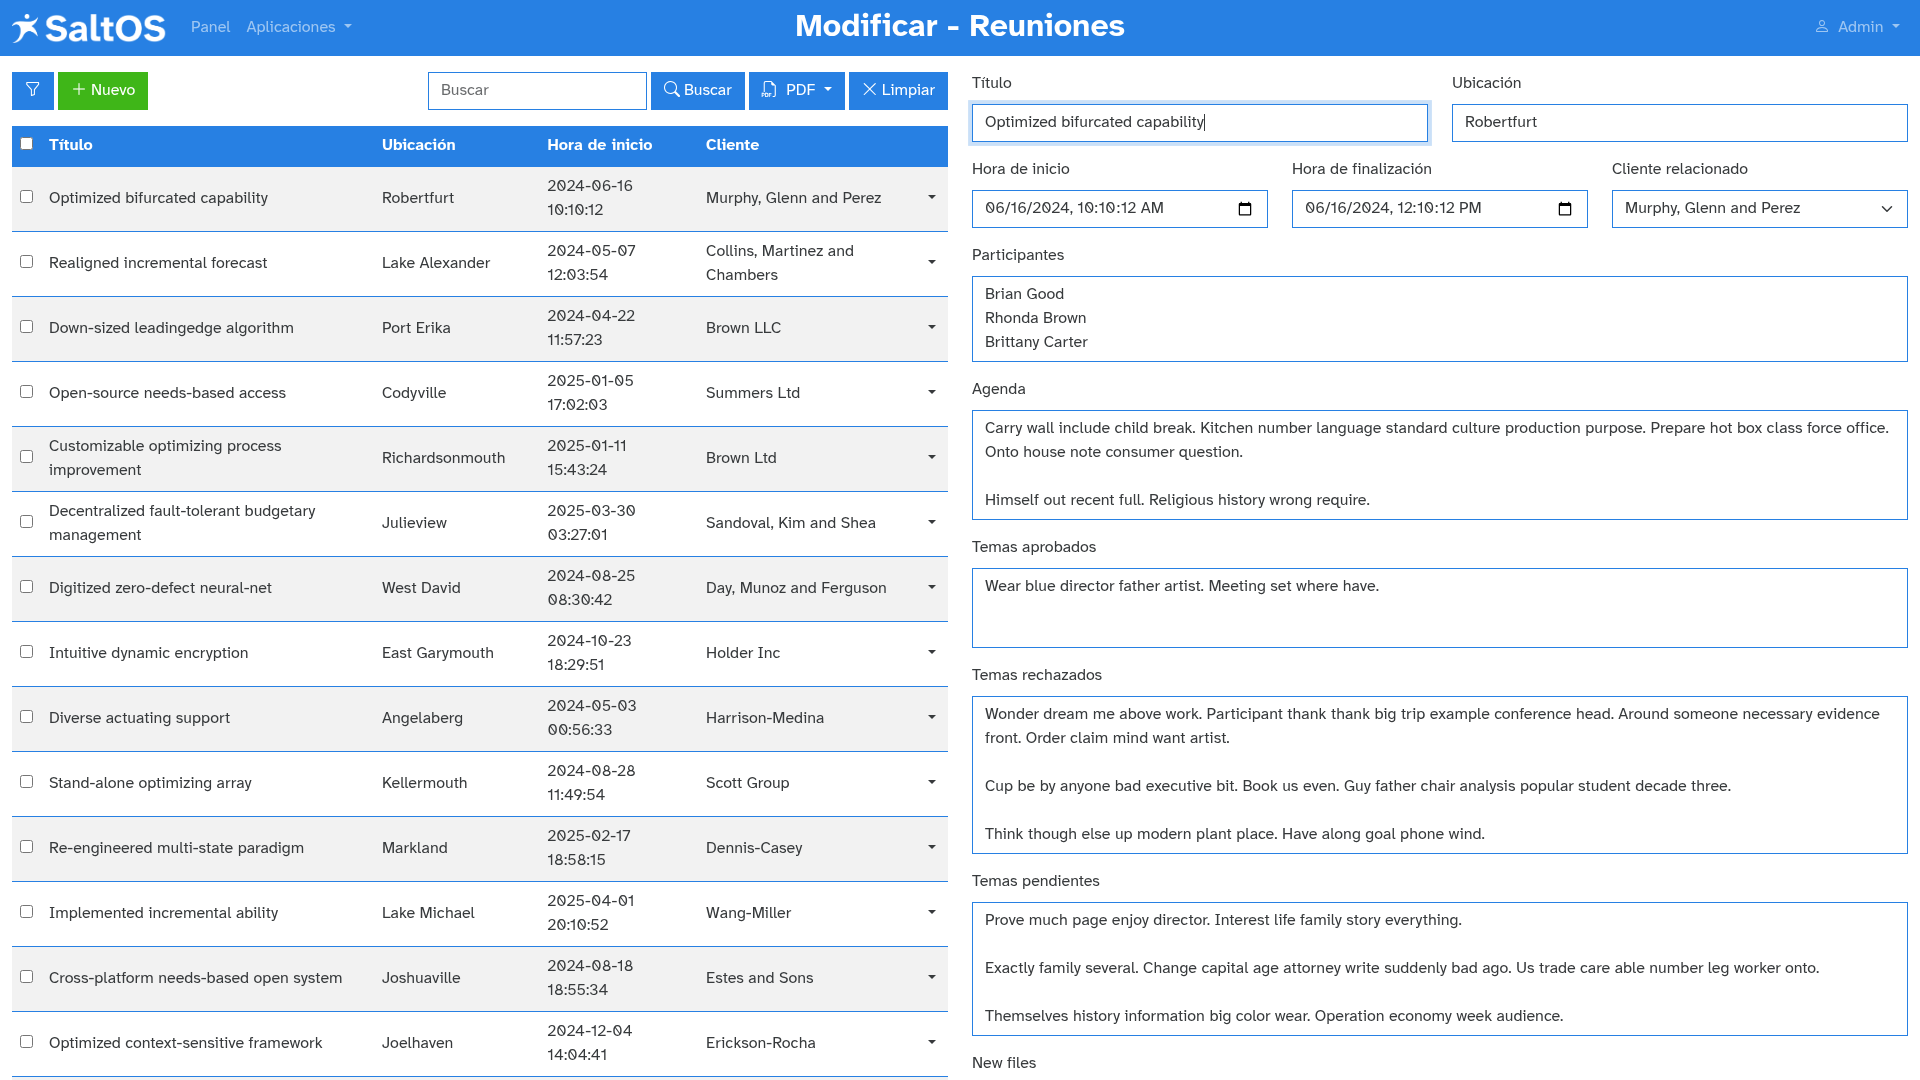 SaltOS Panel Aplicaciones Modificar - Reuniones Admin
Nuevo Buscar Buscar PDF Limpiar
Título Ubicación Hora de inicio Cliente
Optimized bifurcated capability Robertfurt 2024-06-16 10:10:12 Murphy, Glenn and Perez
Realigned incremental forecast Lake Alexander 2024-05-07 12:03:54 Collins, Martinez and Chambers
Down-sized leadingedge algorithm Port Erika 2024-04-22 11:57:23 Brown LLC
Open-source needs-based access Codyville 2025-01-05 17:02:03 Summers Ltd
Customizable optimizing process improvement Richardsonmouth 2025-01-11 15:43:24 Brown Ltd
Decentralized fault-tolerant budgetary management Julieview 2025-03-30 03:27:01 Sandoval, Kim and Shea
Digitized zero-defect neural-net West David 2024-08-25 08:30:42 Day, Munoz and Ferguson
Intuitive dynamic encryption East Garymouth 2024-10-23 18:29:51 Holder Inc
Diverse actuating support Angelaberg 2024-05-03 00:56:33 Harrison-Medina
Stand-alone optimizing array Kellermouth 2024-08-28 11:49:54 Scott Group
Re-engineered multi-state paradigm Markland 2025-02-17 18:58:15 Dennis-Casey
Implemented incremental ability Lake Michael 2025-04-01 20:10:52 Wang-Miller
Cross-platform needs-based open system Joshuaville 2024-08-18 18:55:34 Estes and Sons
Optimized context-sensitive framework Joelhaven 2024-12-04 14:04:41 Erickson-Rocha
Título Ubicación
Optimized bifurcated capability Robertfurt
Hora de inicio Hora de finalización Cliente relacionado
06/16/2024, 10:10:12 AM 06/16/2024, 12:10:12 PM Murphy, Glenn and Perez
Participantes
Brian Good
Rhonda Brown
Brittany Carter
Agenda
Carry wall include child break. Kitchen number language standard culture production purpose. Prepare hot box class force office.
Onto house note consumer question.
Himself out recent full. Religious history wrong require.
Temas aprobados
Wear blue director father artist. Meeting set where have.
Temas rechazados
Wonder dream me above work. Participant thank thank big trip example conference head. Around someone necessary evidence
front. Order claim mind want artist.
Cup be by anyone bad executive bit. Book us even. Guy father chair analysis popular student decade three.
Think though else up modern plant place. Have along goal phone wind.
Temas pendientes
Prove much page enjoy director. Interest life family story everything.
Exactly family several. Change capital age attorney write suddenly bad ago. Us trade care able number leg worker onto.
Themselves history information big color wear. Operation economy week audience.
New files